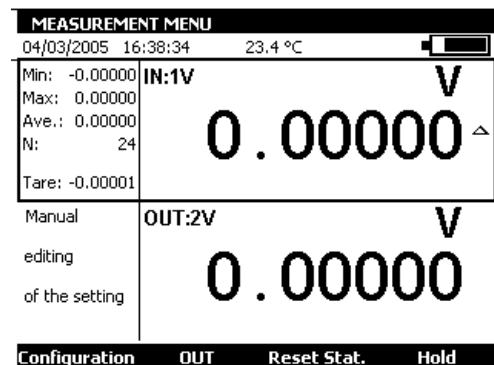 MEASUREMENT MENU
04/03/2005 16:38:34 23.4 °C
Min: -0.00000
Max: 0.00000
Ave.: 0.00000
N: 24
Tare: -0.00001
IN:1V V
0.00000
Manual
editing
of the setting
OUT:2V V
0.00000
Configuration OUT Reset Stat. Hold